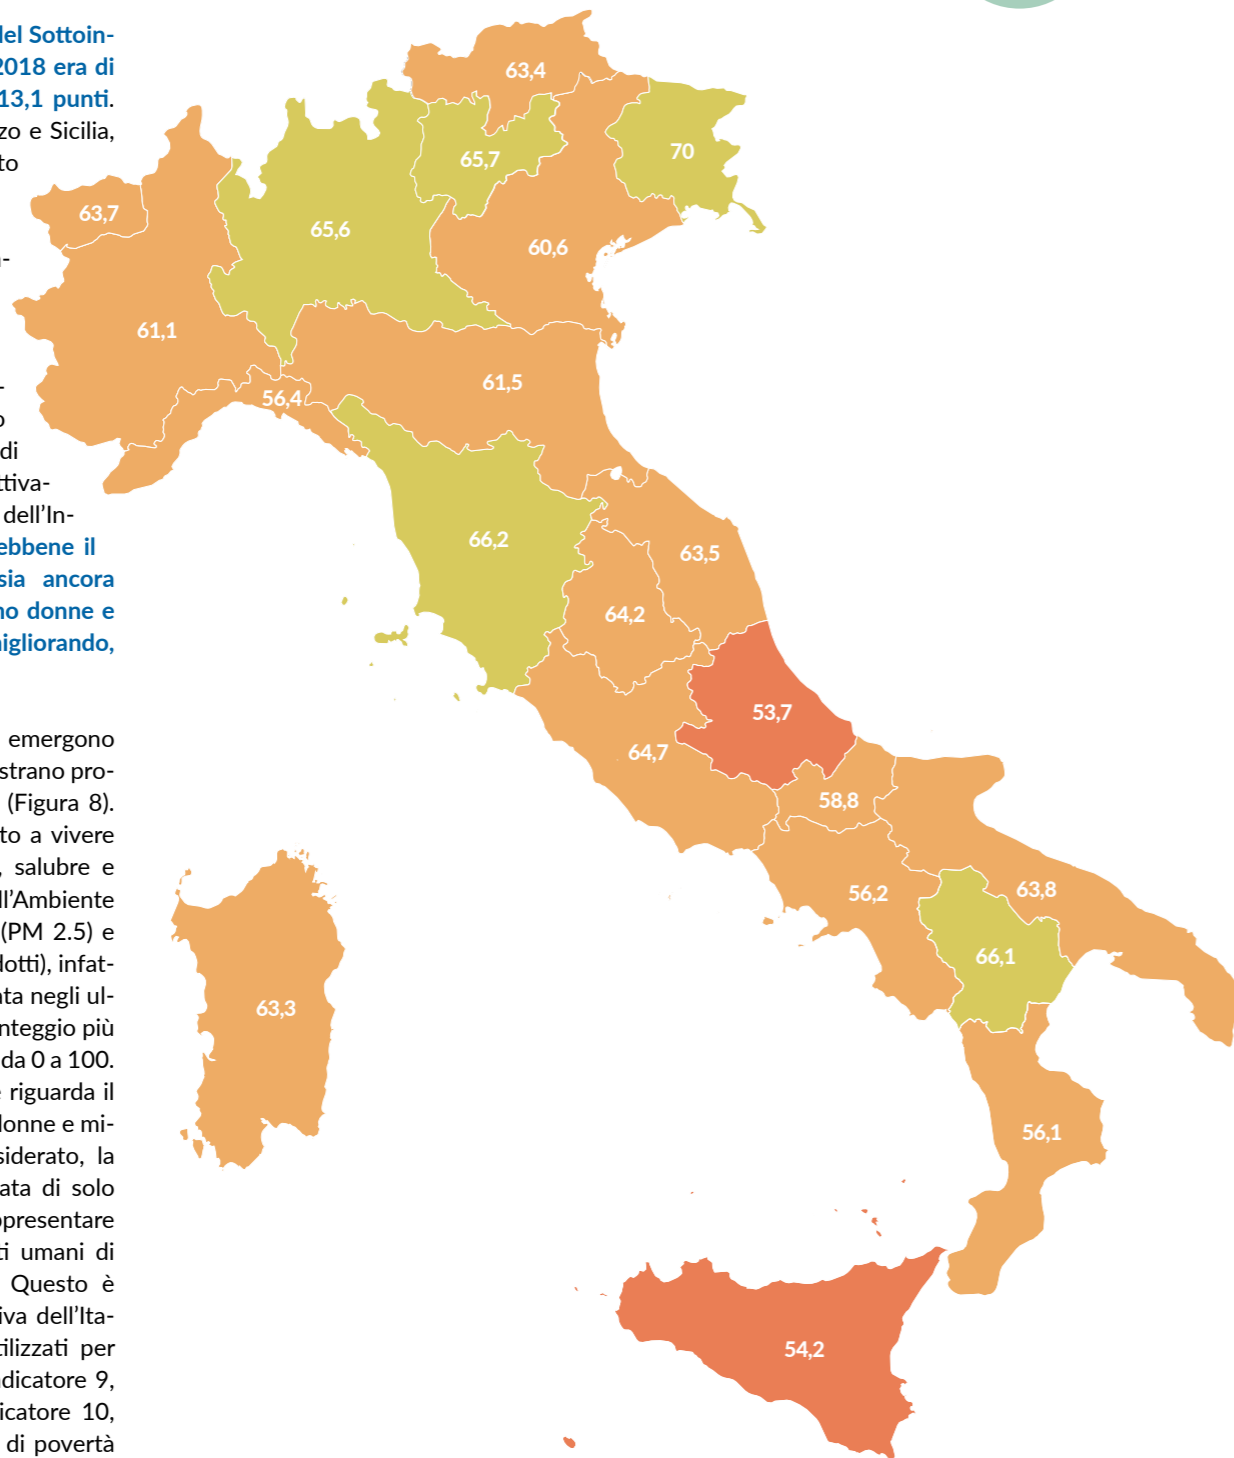 del Sottoin-
2018 era di
13,1 punti.
zo e Sicilia,
to
-
-
o
di
ttiva-
dell'In-
ebbene il
sia ancora
no donne e
nigliorando,
emergono
strano pro-
(Figura 8).
to a vivere
, salubre e
ll'Ambiente
(PM 2.5) e
dotti), infat-
ata negli ul-
nteggio più
da 0 a 100.
e riguarda il
donne e mi-
siderato, la
ata di solo
ppresentare
ti umani di
Questo è
iva dell'Ita-
tilizzati per
ndicatore 9,
icatore 10,
di povertà
63,4
70
65,7
63,7
65,6
60,6
61,1
61,5
56,4
66,2
63,5
64,2
53,7
64,7
58,8
63,8
56,2
66,1
63,3
56,1
54,2